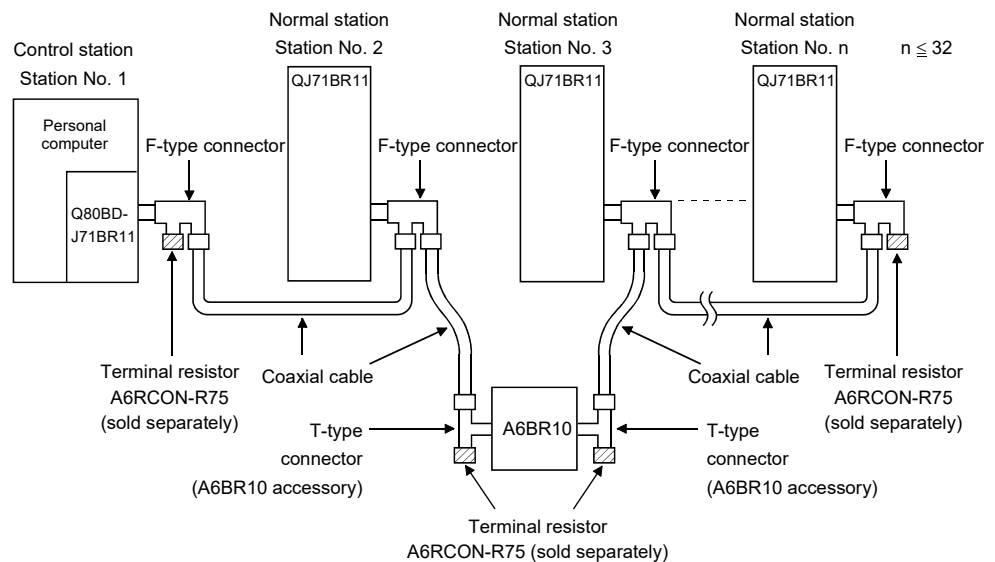 Control station
Station No. 1
Normal station
Station No. 2
Normal station
Station No. 3
Normal station
Station No. n
n ≦ 32
Personal
computer
Q80BD-
J71BR11
QJ71BR11
QJ71BR11
QJ71BR11
F-type connector
F-type connector
F-type connector
F-type connector
Terminal resistor
A6RCON-R75
(sold separately)
Coaxial cable
Coaxial cable
Terminal resistor
A6RCON-R75
(sold separately)
A6BR10
T-type
connector
(A6BR10 accessory)
T-type
connector
(A6BR10 accessory)
Terminal resistor
A6RCON-R75 (sold separately)